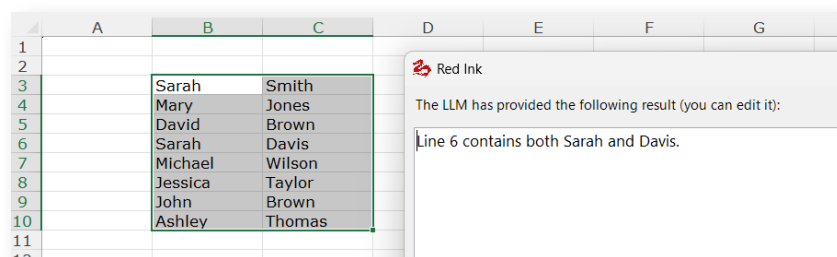 A B C D E F G
1
2
3 Sarah Smith
4 Mary Jones
5 David Brown
6 Sarah Davis
7 Michael Wilson
8 Jessica Taylor
9 John Brown
10 Ashley Thomas
11
Red Ink
The LLM has provided the following result (you can edit it):
Line 6 contains both Sarah and Davis.